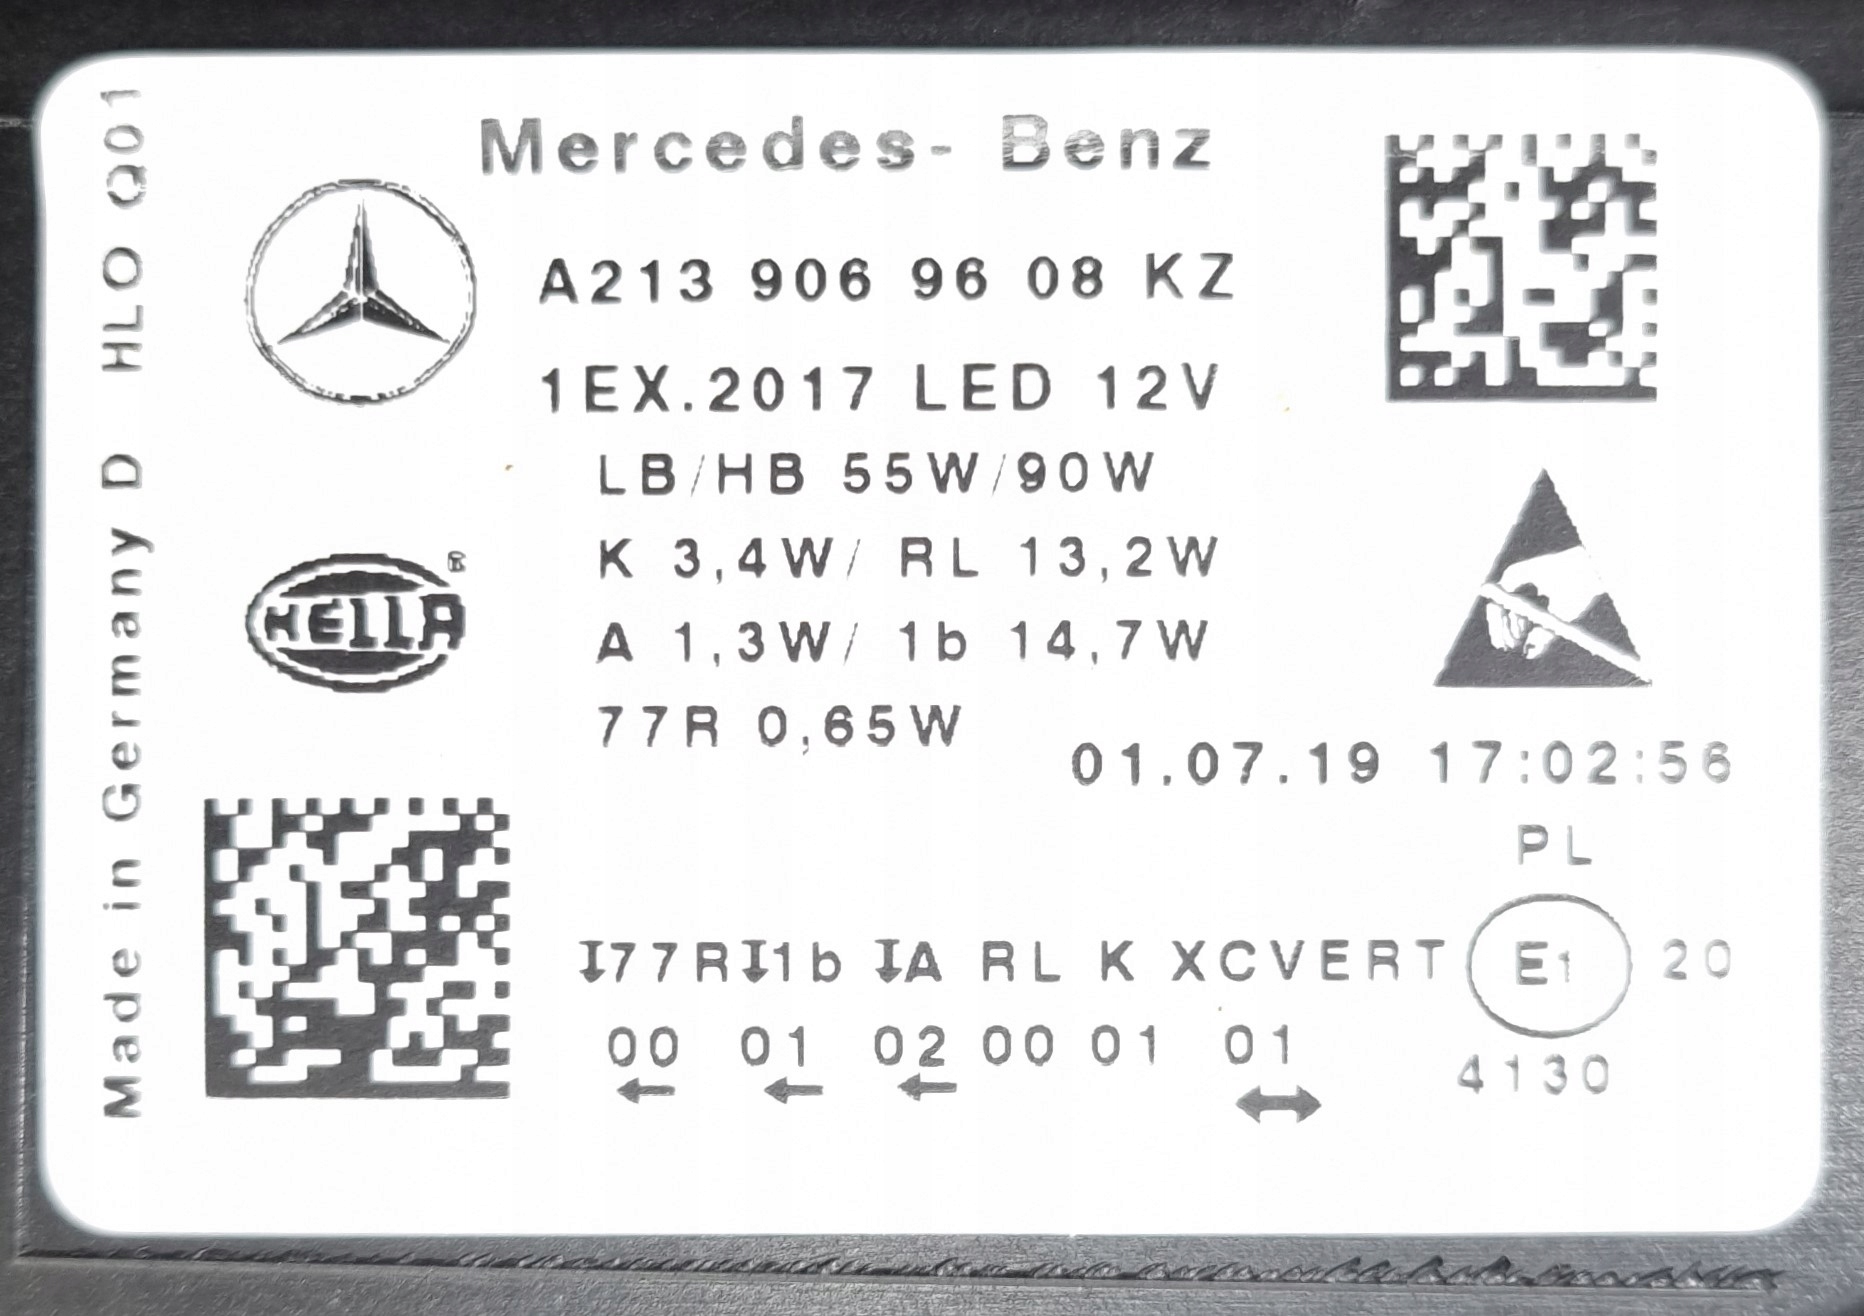 Mercedes- Benz
A213 906 96 08 KZ
1EX.2017 LED 12V
LB/HB 55W/90W
K 3,4W/ RL 13,2W
A 1,3W/ 1b 14,7W
77R 0,65W
01.07.19 17:02:56
PL
I77R I1b IA RL K XCVERT E1 20
00 01 02 00 01 01
4130
HELLA ®
Made in Germany D HLO Q01